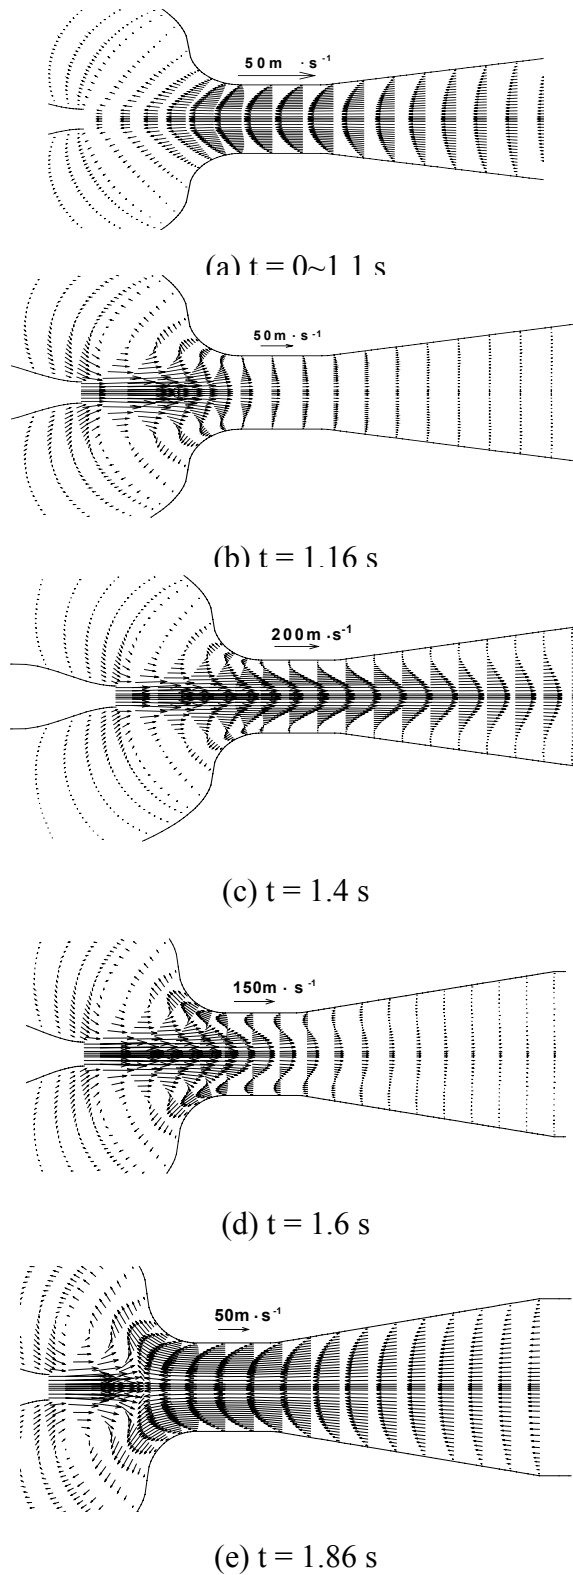 50m · s⁻¹
(a) t = 0~1.1 s
50m · s⁻¹
(b) t = 1.16 s
200m ·s⁻¹
(c) t = 1.4 s
150m · s⁻¹
(d) t = 1.6 s
50m · s⁻¹
(e) t = 1.86 s